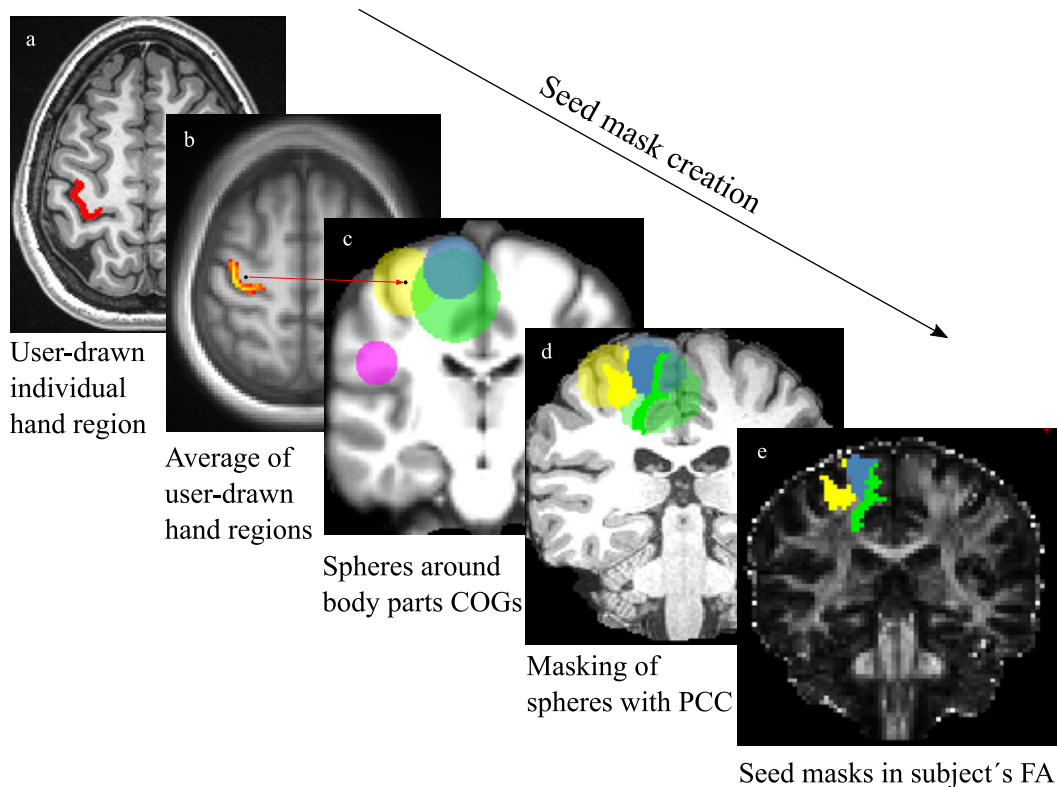 a
Seed mask creation
b
c
User-drawn
individual
hand region
d
Average of
user-drawn
hand regions
e
Spheres around
body parts COGs
Masking of
spheres with PCC
Seed masks in subject´s FA